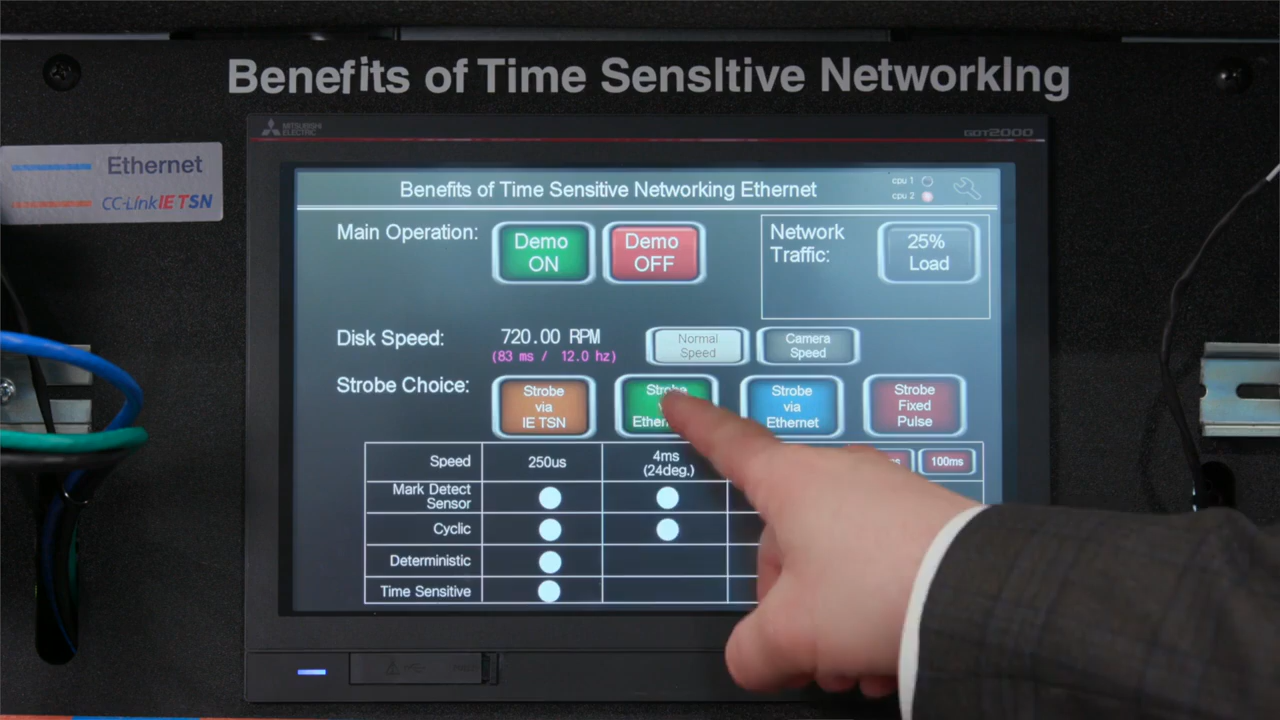 Benefits of Time SensItive NetworkIng
MITSUBISHI
ELECTRIC
GOT2000
Ethernet
CC-Link IE TSN
Benefits of Time Sensitive Networking Ethernet
cpu 1
cpu 2
Main Operation:
Demo
ON
Demo
OFF
Network
Traffic:
25%
Load
Disk Speed:
720.00 RPM
(83 ms / 12.0 hz)
Normal
Speed
Camera
Speed
Strobe Choice:
Strobe
via
IE TSN
Strobe
Strobe
via
Ethernet
Strobe
Fixed
Pulse
Speed
250us
4ms
(24deg.)
100ms
Mark Detect
Sensor
Cyclic
Deterministic
Time Sensitive